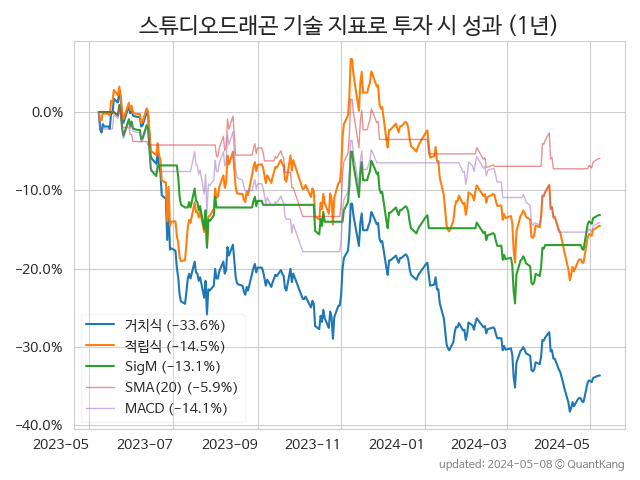 스튜디오드래곤 기술 지표로 투자 시 성과 (1년)
0.0%
−10.0%
−20.0%
−30.0%
−40.0%
거치식 (−33.6%)
적립식 (−14.5%)
SigM (−13.1%)
SMA(20) (−5.9%)
MACD (−14.1%)
2023-05 2023-07 2023-09 2023-11 2024-01 2024-03 2024-05
updated: 2024-05-08 © QuantKang